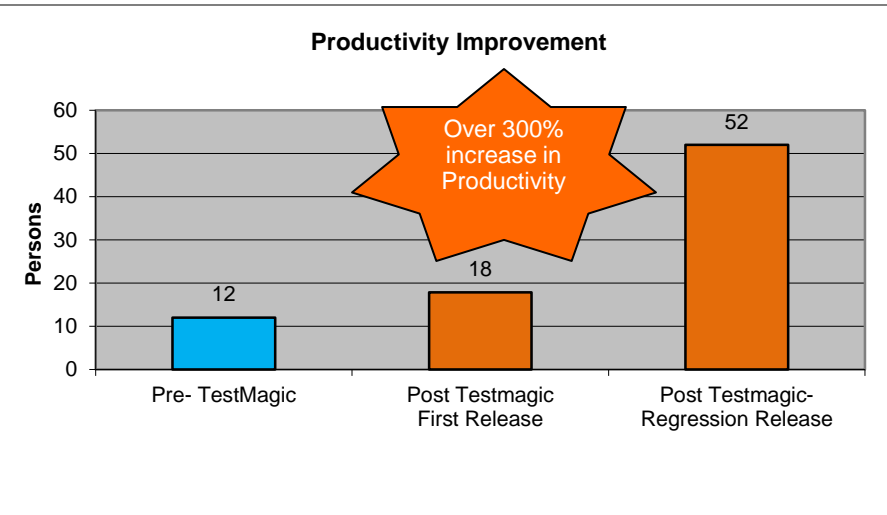 Productivity Improvement
Over 300%
increase in
Productivity
60
50
40
30
20
10
0
Persons
12
18
52
Pre- TestMagic
Post Testmagic
First Release
Post Testmagic-
Regression Release